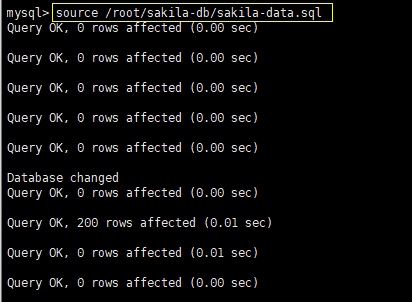 mysql> source /root/sakila-db/sakila-data.sql
Query OK, 0 rows affected (0.00 sec)
Query OK, 0 rows affected (0.00 sec)
Query OK, 0 rows affected (0.00 sec)
Query OK, 0 rows affected (0.00 sec)
Query OK, 0 rows affected (0.00 sec)
Database changed
Query OK, 0 rows affected (0.00 sec)
Query OK, 200 rows affected (0.01 sec)
Query OK, 0 rows affected (0.01 sec)
Query OK, 0 rows affected (0.00 sec)